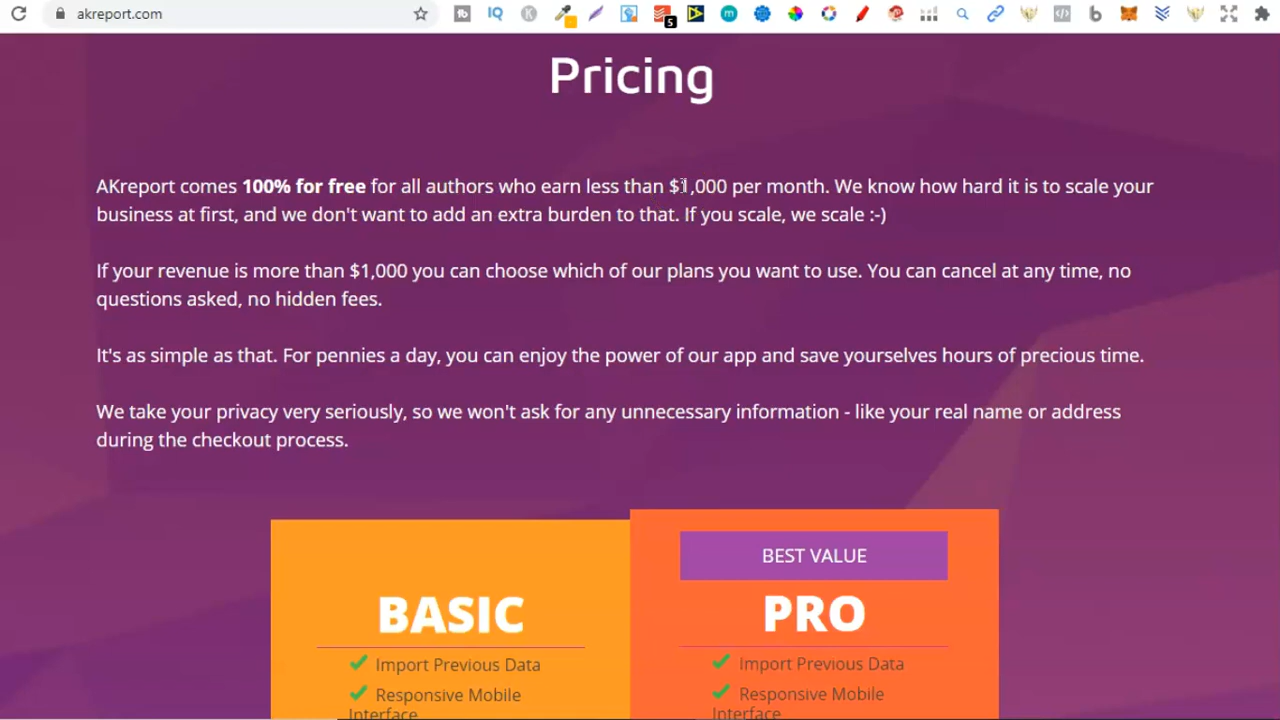 akreport.com
5
Pricing
AKreport comes 100% for free for all authors who earn less than $1,000 per month. We know how hard it is to scale your
business at first, and we don't want to add an extra burden to that. If you scale, we scale :-)
If your revenue is more than $1,000 you can choose which of our plans you want to use. You can cancel at any time, no
questions asked, no hidden fees.
It's as simple as that. For pennies a day, you can enjoy the power of our app and save yourselves hours of precious time.
We take your privacy very seriously, so we won't ask for any unnecessary information - like your real name or address
during the checkout process.
BASIC
Import Previous Data
Responsive Mobile
Interface
BEST VALUE
PRO
Import Previous Data
Responsive Mobile
Interface